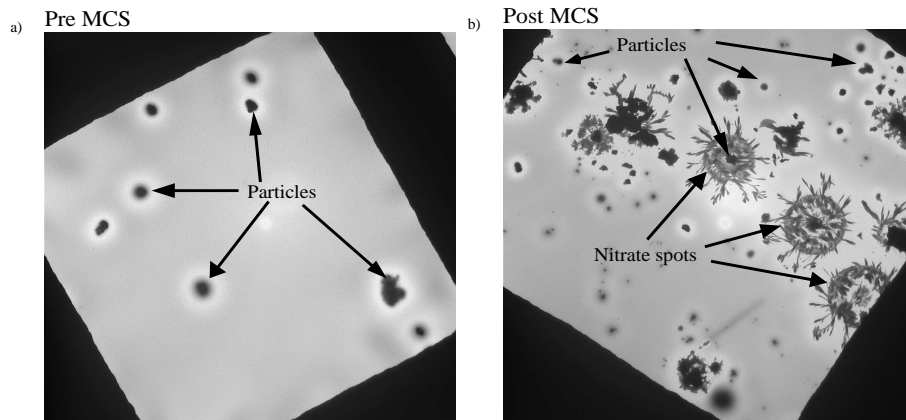 a)
Pre MCS
Particles
b)
Post MCS
Particles
Nitrate spots